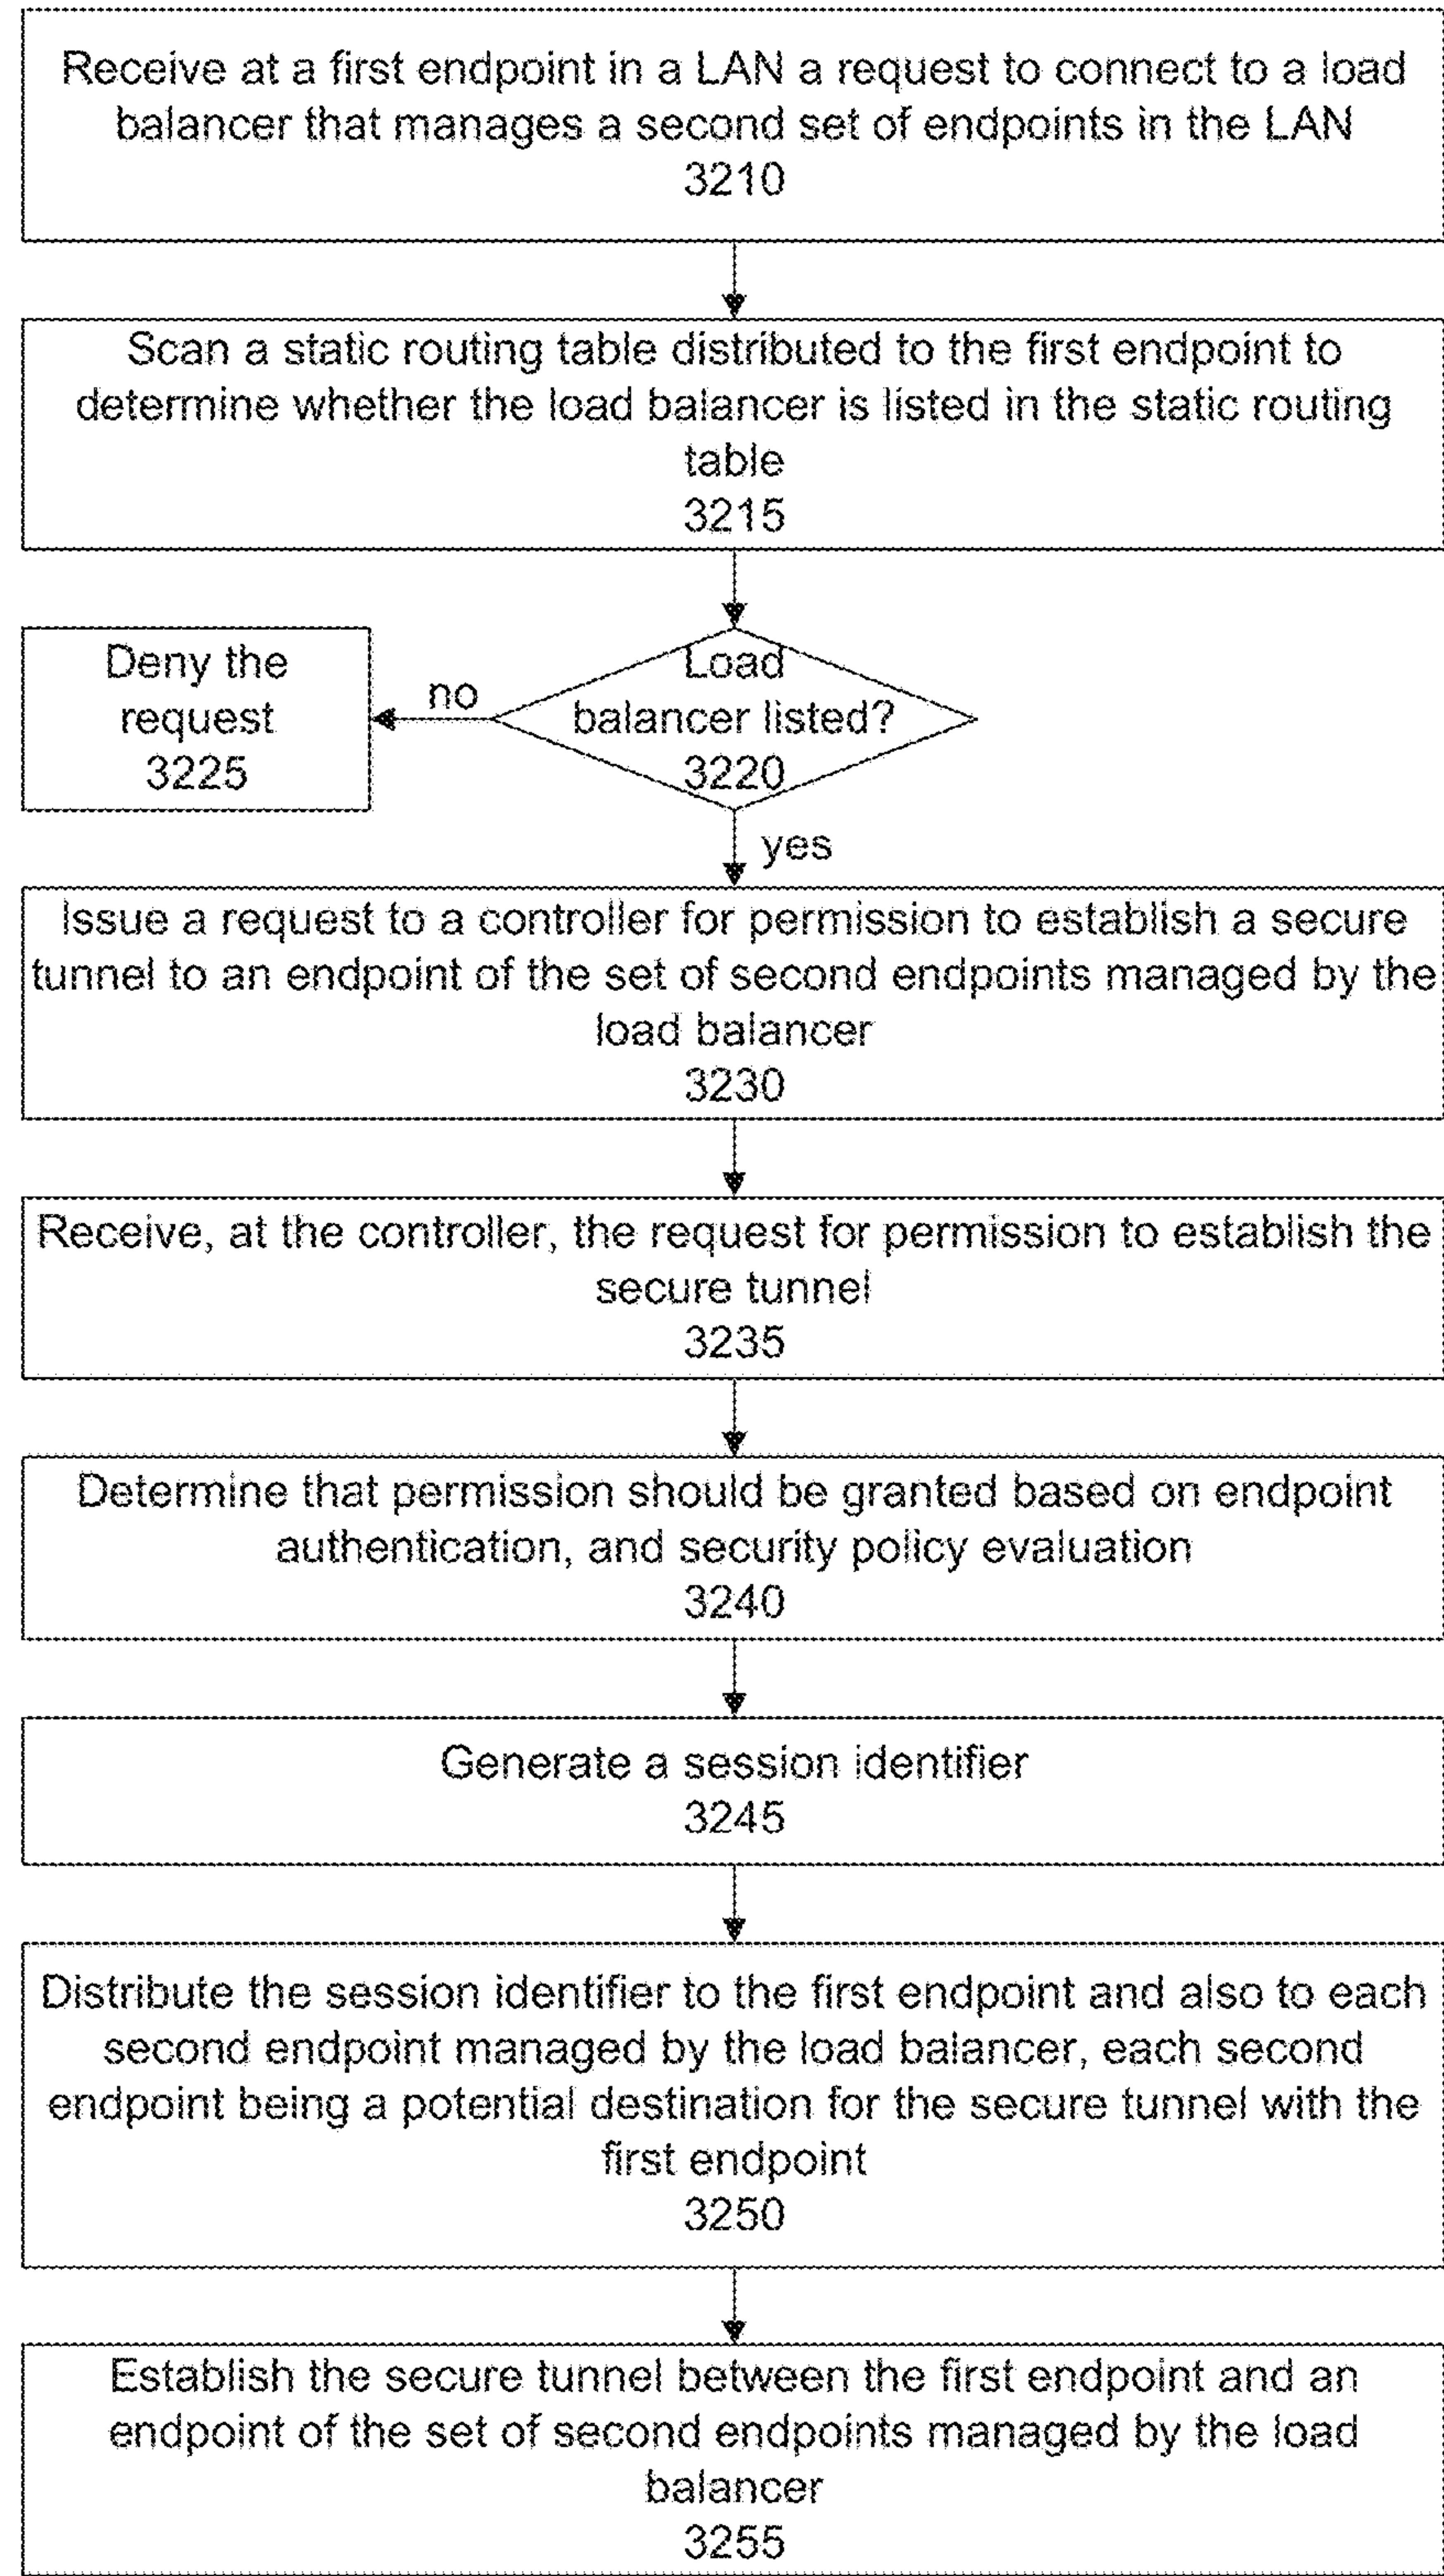 Receive at a first endpoint in a LAN a request to connect to a load
balancer that manages a second set of endpoints in the LAN
3210
Scan a static routing table distributed to the first endpoint to
determine whether the load balancer is listed in the static routing
table
3215
Deny the
request
3225
no
Load
balancer listed?
3220
yes
Issue a request to a controller for permission to establish a secure
tunnel to an endpoint of the set of second endpoints managed by the
load balancer
3230
Receive, at the controller, the request for permission to establish the
secure tunnel
3235
Determine that permission should be granted based on endpoint
authentication, and security policy evaluation
3240
Generate a session identifier
3245
Distribute the session identifier to the first endpoint and also to each
second endpoint managed by the load balancer, each second
endpoint being a potential destination for the secure tunnel with the
first endpoint
3250
Establish the secure tunnel between the first endpoint and an
endpoint of the set of second endpoints managed by the load
balancer
3255